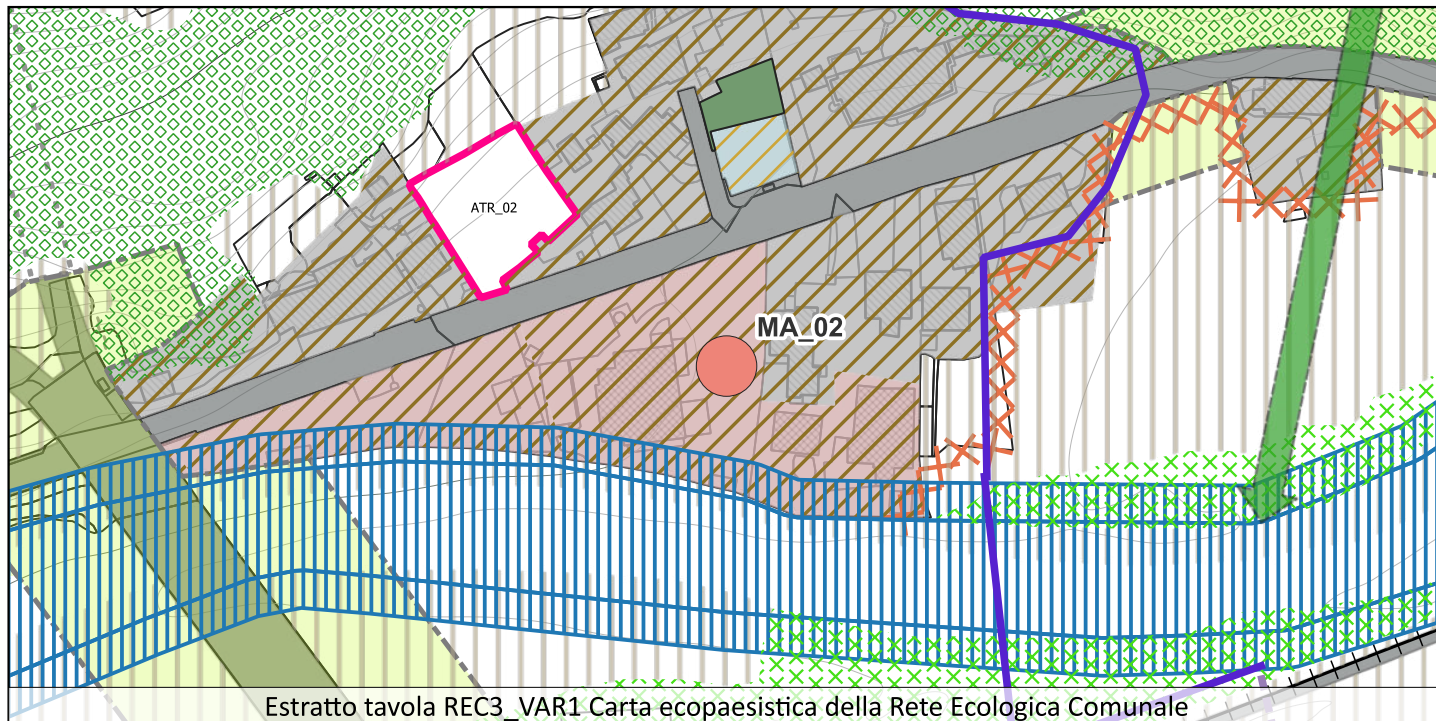 ATR_02
MA_02
Estratto tavola REC3_VAR1 Carta ecopaesistica della Rete Ecologica Comunale